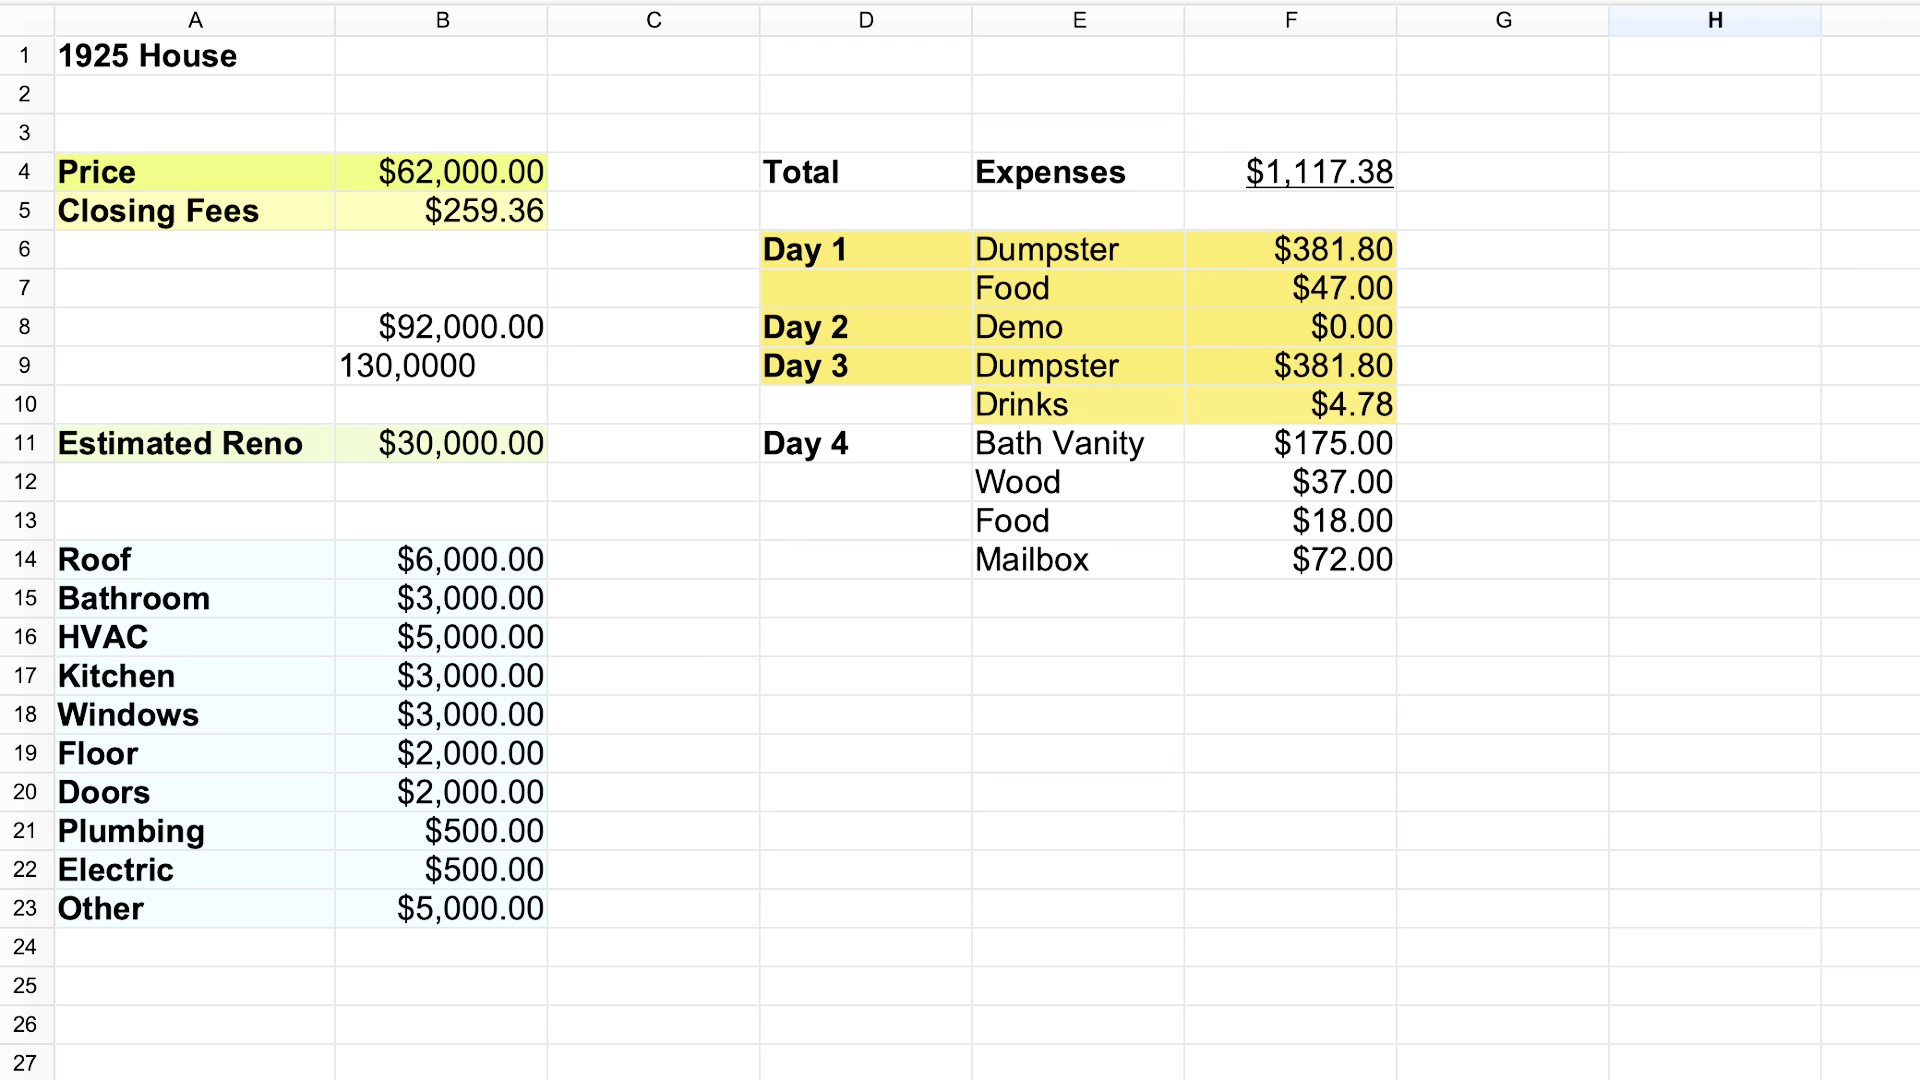 A B C D E F G H
1 1925 House
2
3
4 Price $62,000.00 Total Expenses $1,117.38
5 Closing Fees $259.36
6 Day 1 Dumpster $381.80
7 Food $47.00
8 $92,000.00 Day 2 Demo $0.00
9 130,0000 Day 3 Dumpster $381.80
10 Drinks $4.78
11 Estimated Reno $30,000.00 Day 4 Bath Vanity $175.00
12 Wood $37.00
13 Food $18.00
14 Roof $6,000.00 Mailbox $72.00
15 Bathroom $3,000.00
16 HVAC $5,000.00
17 Kitchen $3,000.00
18 Windows $3,000.00
19 Floor $2,000.00
20 Doors $2,000.00
21 Plumbing $500.00
22 Electric $500.00
23 Other $5,000.00
24
25
26
27